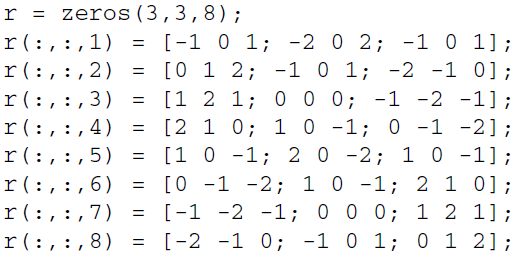 r = zeros(3,3,8);
r(:,:,1) = [-1 0 1; -2 0 2; -1 0 1];
r(:,:,2) = [0 1 2; -1 0 1; -2 -1 0];
r(:,:,3) = [1 2 1; 0 0 0; -1 -2 -1];
r(:,:,4) = [2 1 0; 1 0 -1; 0 -1 -2];
r(:,:,5) = [1 0 -1; 2 0 -2; 1 0 -1];
r(:,:,6) = [0 -1 -2; 1 0 -1; 2 1 0];
r(:,:,7) = [-1 -2 -1; 0 0 0; 1 2 1];
r(:,:,8) = [-2 -1 0; -1 0 1; 0 1 2];